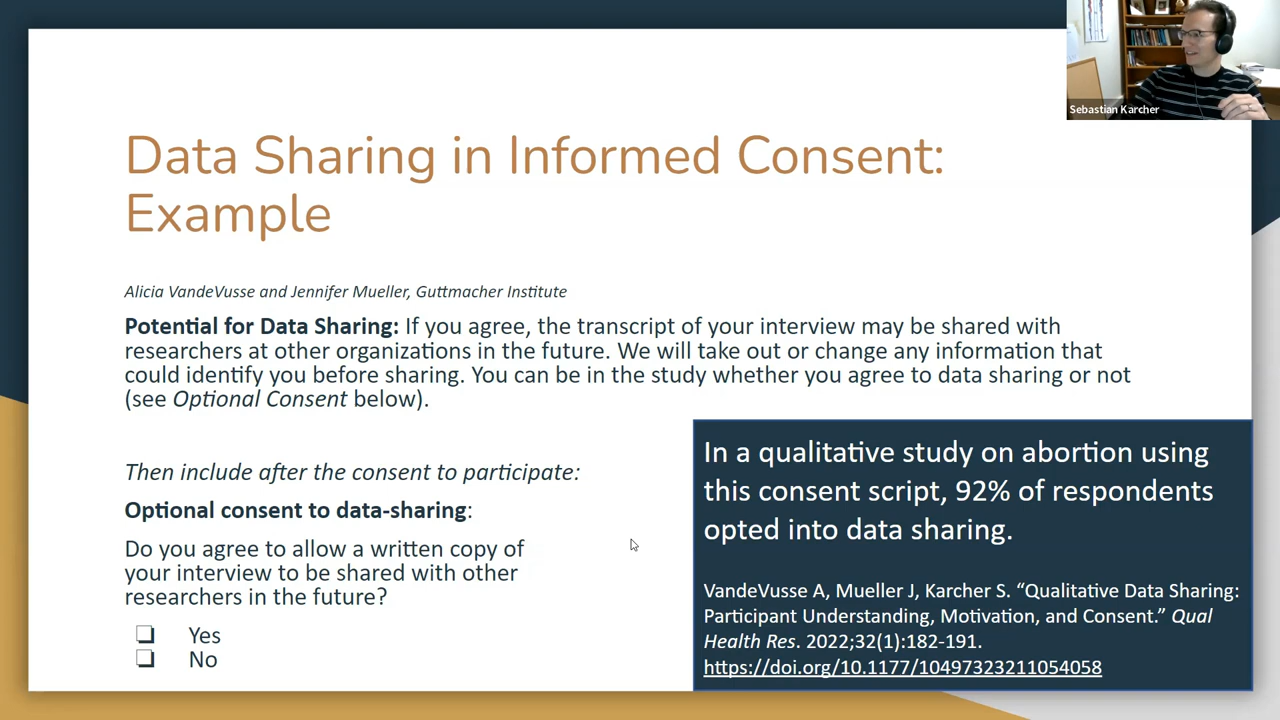 Sebastian Karcher
Data Sharing in Informed Consent:
Example
Alicia VandeVusse and Jennifer Mueller, Guttmacher Institute
Potential for Data Sharing: If you agree, the transcript of your interview may be shared with
researchers at other organizations in the future. We will take out or change any information that
could identify you before sharing. You can be in the study whether you agree to data sharing or not
(see Optional Consent below).
Then include after the consent to participate:
Optional consent to data-sharing:
Do you agree to allow a written copy of
your interview to be shared with other
researchers in the future?
❏ Yes
❏ No
In a qualitative study on abortion using
this consent script, 92% of respondents
opted into data sharing.
VandeVusse A, Mueller J, Karcher S. “Qualitative Data Sharing:
Participant Understanding, Motivation, and Consent.” Qual
Health Res. 2022;32(1):182-191.
https://doi.org/10.1177/10497323211054058